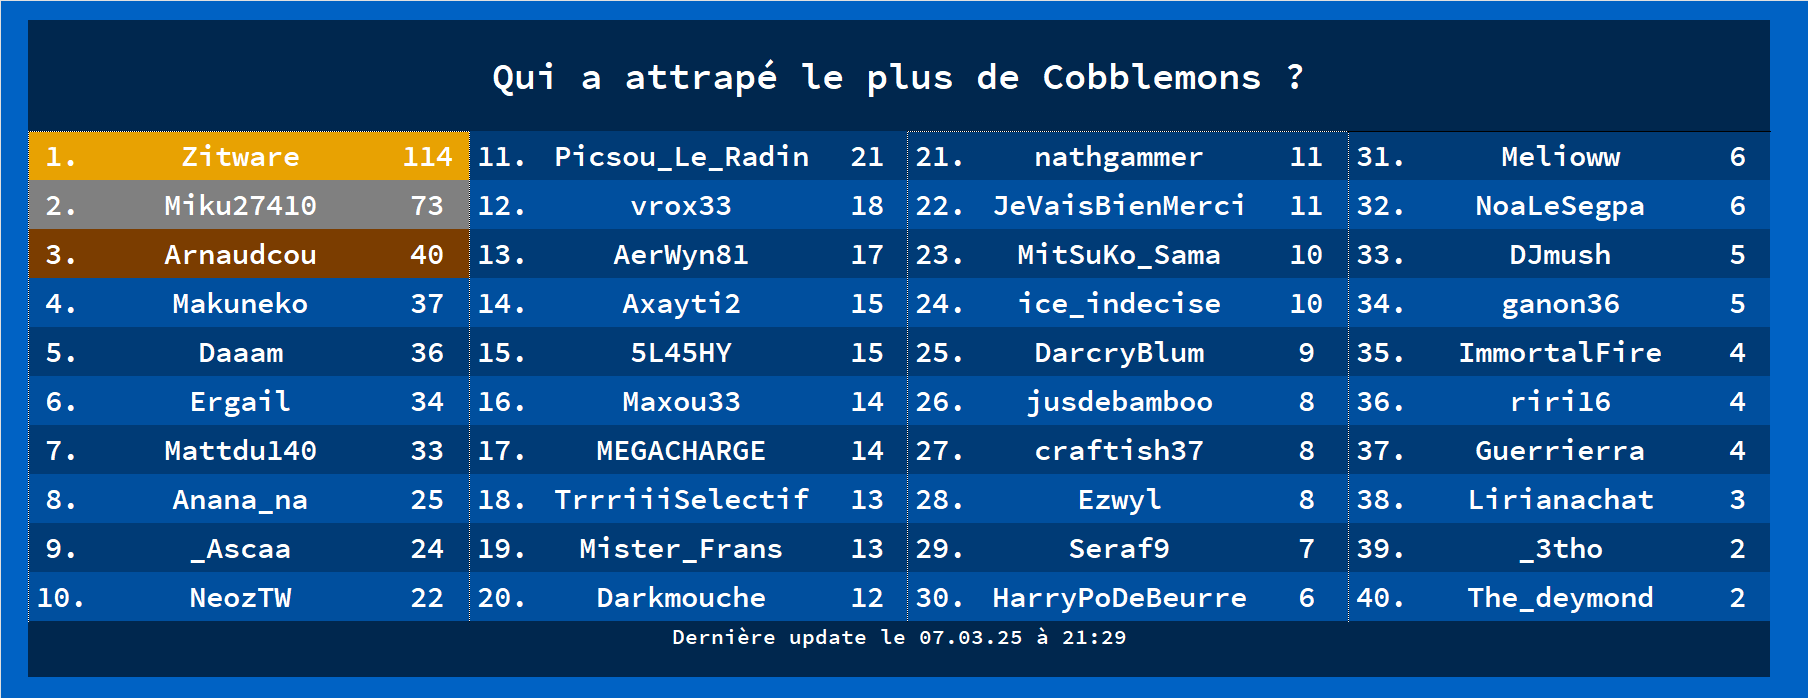 Qui a attrapé le plus de Cobblemons ?
1. Zitware 114
2. Miku27410 73
3. Arnaudcou 40
4. Makuneko 37
5. Daaam 36
6. Ergail 34
7. Mattdu140 33
8. Anana_na 25
9. _Ascaa 24
10. NeozTW 22
11. Picsou_Le_Radin 21
12. vrox33 18
13. AerWyn81 17
14. Axayti2 15
15. 5L45HY 15
16. Maxou33 14
17. MEGACHARGE 14
18. TrrriiiSelectif 13
19. Mister_Frans 13
20. Darkmouche 12
21. nathgammer 11
22. JeVaisBienMerci 11
23. MitSuKo_Sama 10
24. ice_indecise 10
25. DarcryBlum 9
26. jusdebamboo 8
27. craftish37 8
28. Ezwyl 8
29. Seraf9 7
30. HarryPoDeBeurre 6
31. Melioww 6
32. NoaLeSegpa 6
33. DJmush 5
34. ganon36 5
35. ImmortalFire 4
36. riri16 4
37. Guerrierra 4
38. Lirianachat 3
39. _3tho 2
40. The_deymond 2
Dernière update le 07.03.25 à 21:29